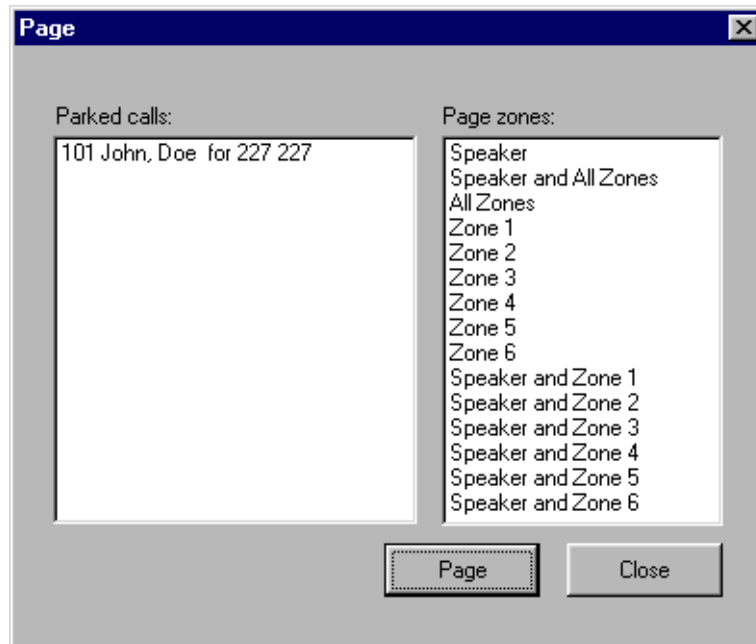 Page
Parked calls:
101 John, Doe  for 227 227
Page zones:
Speaker
Speaker and All Zones
All Zones
Zone 1
Zone 2
Zone 3
Zone 4
Zone 5
Zone 6
Speaker and Zone 1
Speaker and Zone 2
Speaker and Zone 3
Speaker and Zone 4
Speaker and Zone 5
Speaker and Zone 6
Page
Close